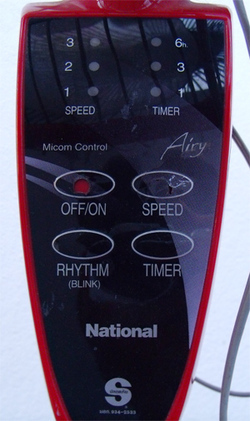 3 6h.
2 3
1 1
SPEED TIMER
Micom Control Airy
OFF/ON SPEED
RHYTHM TIMER
(BLINK)
National
S